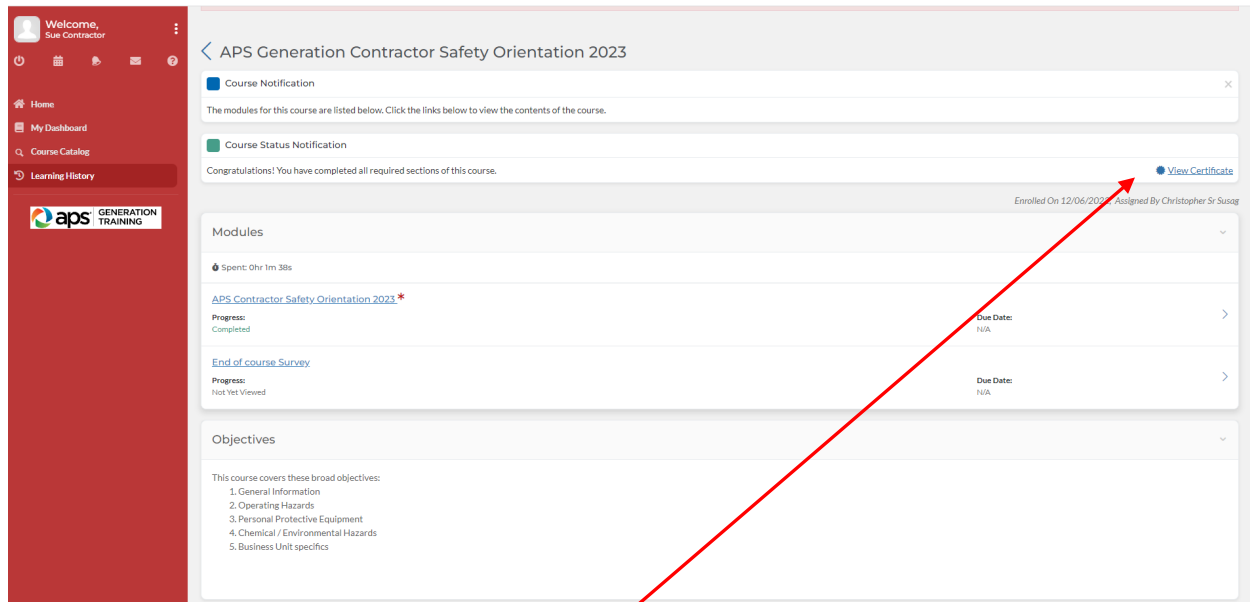 Welcome,
Sue Contractor
Home
My Dashboard
Course Catalog
Learning History
aps GENERATION TRAINING
APS Generation Contractor Safety Orientation 2023
Course Notification
The modules for this course are listed below. Click the links below to view the contents of the course.
Course Status Notification
Congratulations! You have completed all required sections of this course.
View Certificate
Enrolled On Assigned By Christopher Sr Susag
Modules
Spent: 0hr 1m 38s
APS Contractor Safety Orientation 2023 *
Progress:
Completed
Due Date:
N/A
End of course Survey
Progress:
Not Yet Viewed
Due Date:
N/A
Objectives
This course covers these broad objectives:
1. General Information
2. Operating Hazards
3. Personal Protective Equipment
4. Chemical / Environmental Hazards
5. Business Unit specifics